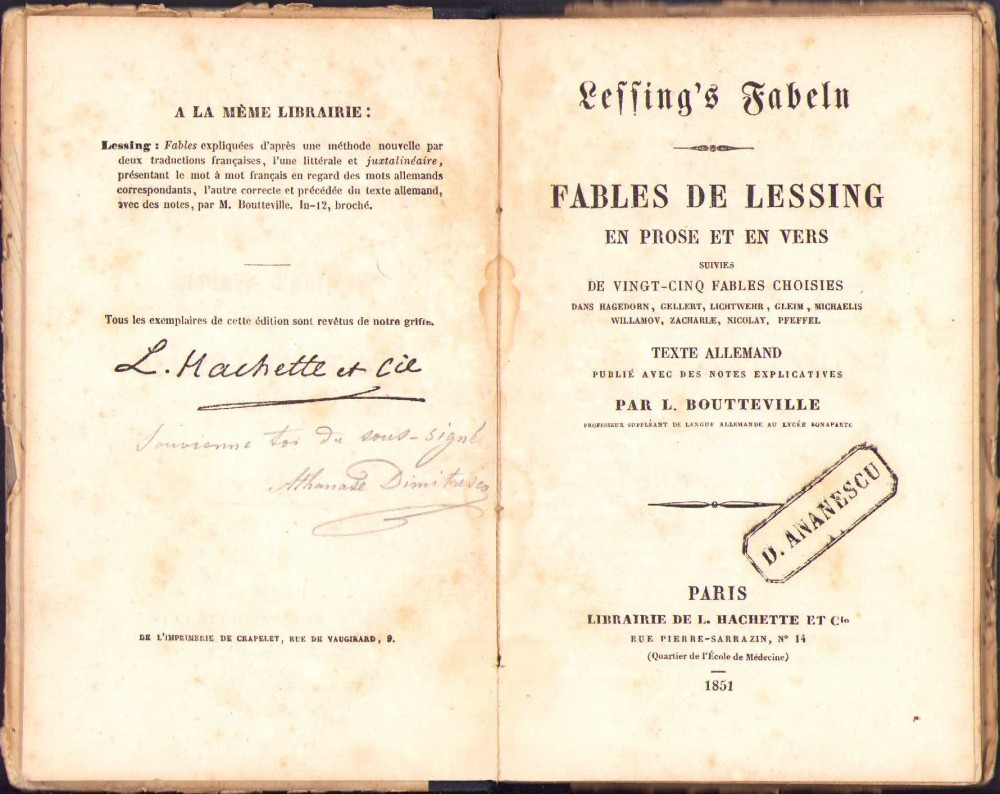 A LA MÊME LIBRAIRIE :
Lessing : Fables expliquées d'après une méthode nouvelle par
deux traductions françaises, l'une littérale et juxtalinéaire,
présentant le mot à mot français en regard des mots allemands
correspondants, l'autre correcte et précédée du texte allemand,
avec des notes, par M. Boutteville. In-12, broché.
Tous les exemplaires de cette édition sont revêtus de notre griffe.
L. Hachette et Cie
Souvienne toi du sous-signé
Athanase Dimitresco
DE L'IMPRIMERIE DE CRAPELET, RUE DE VAUGIRARD, 9.
Lessing's Fabeln
FABLES DE LESSING
EN PROSE ET EN VERS
SUIVIES
DE VINGT-CINQ FABLES CHOISIES
DANS HAGEDORN, GELLERT, LICHTWEHR, GLEIM, MICHAELIS
WILLAMOV, ZACHARIÆ, NICOLAY, PFEFFEL
TEXTE ALLEMAND
PUBLIÉ AVEC DES NOTES EXPLICATIVES
PAR L. BOUTTEVILLE
PROFESSEUR SUPPLÉANT DE LANGUE ALLEMANDE AU LYCÉE BONAPARTE
D. ANANESCU
PARIS
LIBRAIRIE DE L. HACHETTE ET Cie
RUE PIERRE-SARRAZIN, N° 14
(Quartier de l'École de Médecine)
1851